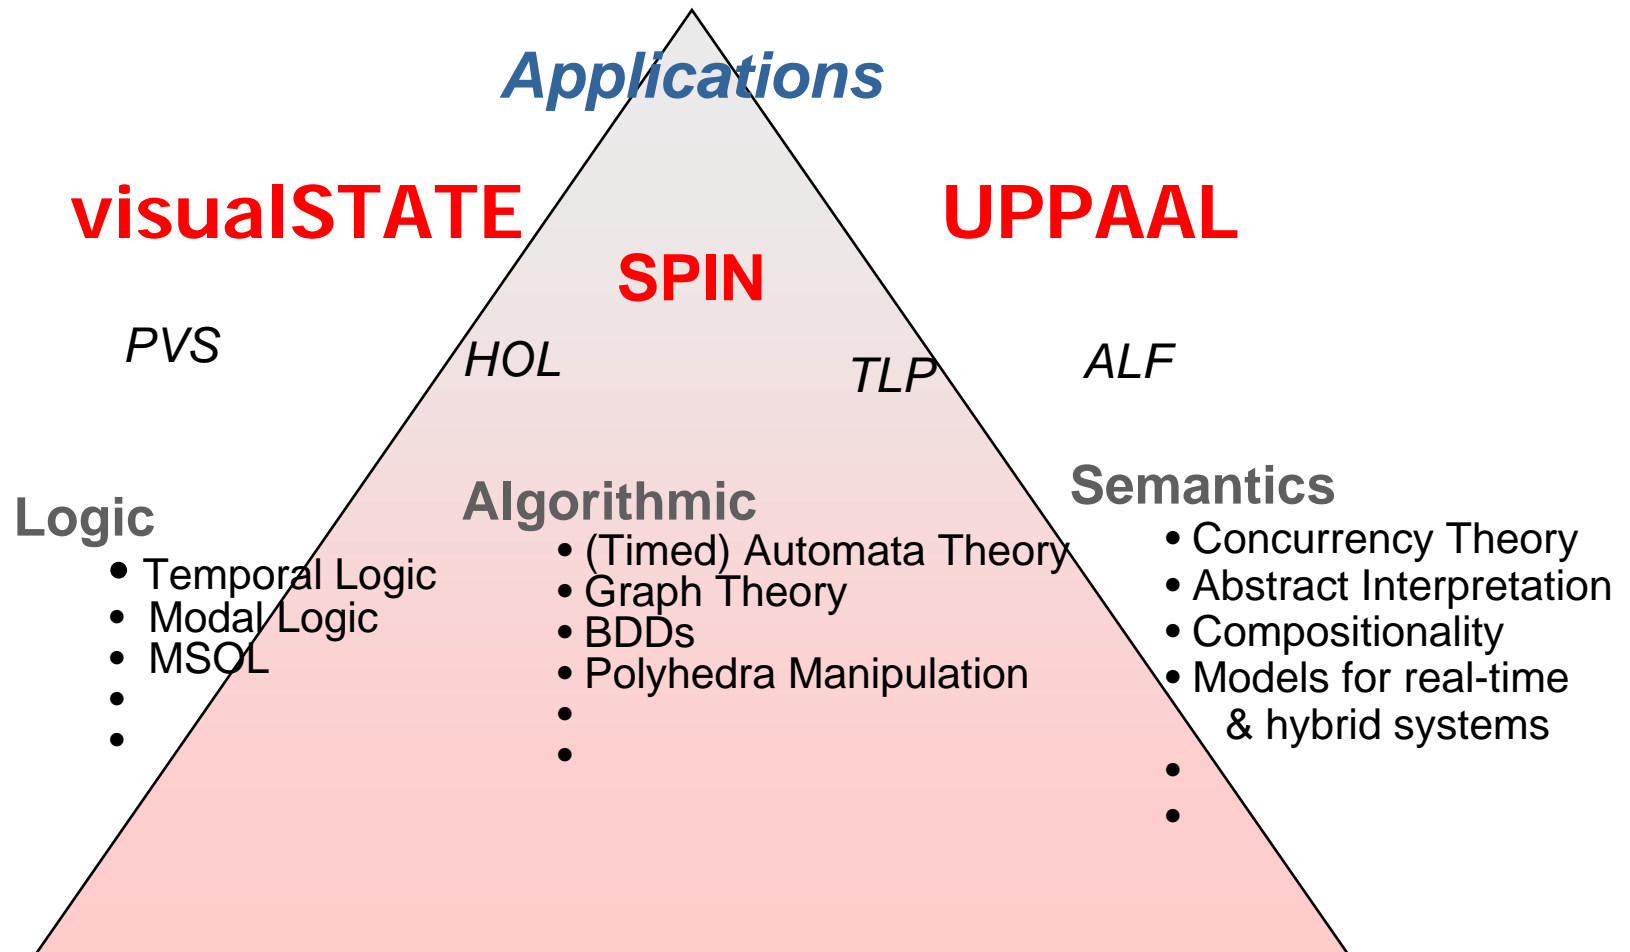 Applications
visualSTATE
UPPAAL
SPIN
PVS
HOL
TLP
ALF
Logic
• Temporal Logic
• Modal Logic
• MSOL
•
•
Algorithmic
• (Timed) Automata Theory
• Graph Theory
• BDDs
• Polyhedra Manipulation
•
•
Semantics
• Concurrency Theory
• Abstract Interpretation
• Compositionality
• Models for real-time
& hybrid systems
•
•